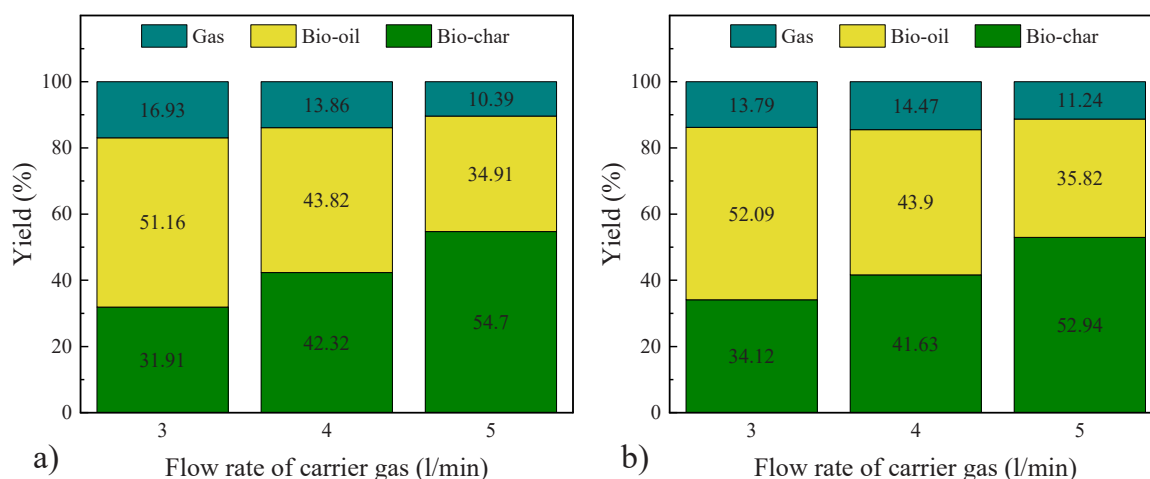 Gas Bio-oil Bio-char
100
80
60
40
20
0
Yield (%)
16.93 13.86 10.39
51.16 43.82 34.91
31.91 42.32 54.7
3 4 5
Flow rate of carrier gas (l/min)
a)
Gas Bio-oil Bio-char
100
80
60
40
20
0
Yield (%)
13.79 14.47 11.24
52.09 43.9 35.82
34.12 41.63 52.94
3 4 5
Flow rate of carrier gas (l/min)
b)